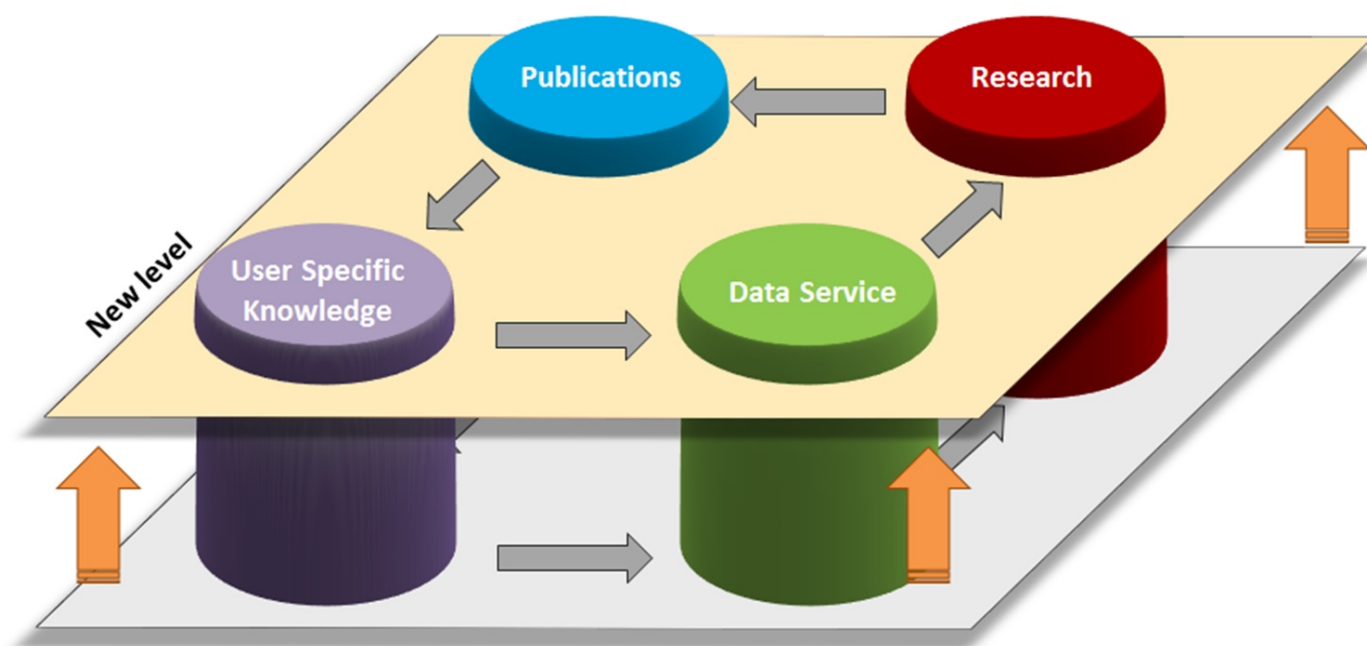 Publications
Research
New level
User Specific
Knowledge
Data Service